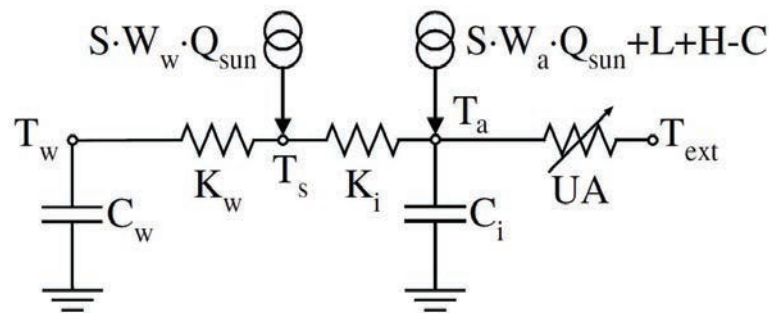 S·W_w·Q_sun
S·W_a·Q_sun+L+H-C
T_w
T_a
T_ext
K_w
T_s
K_i
UA
C_w
C_i